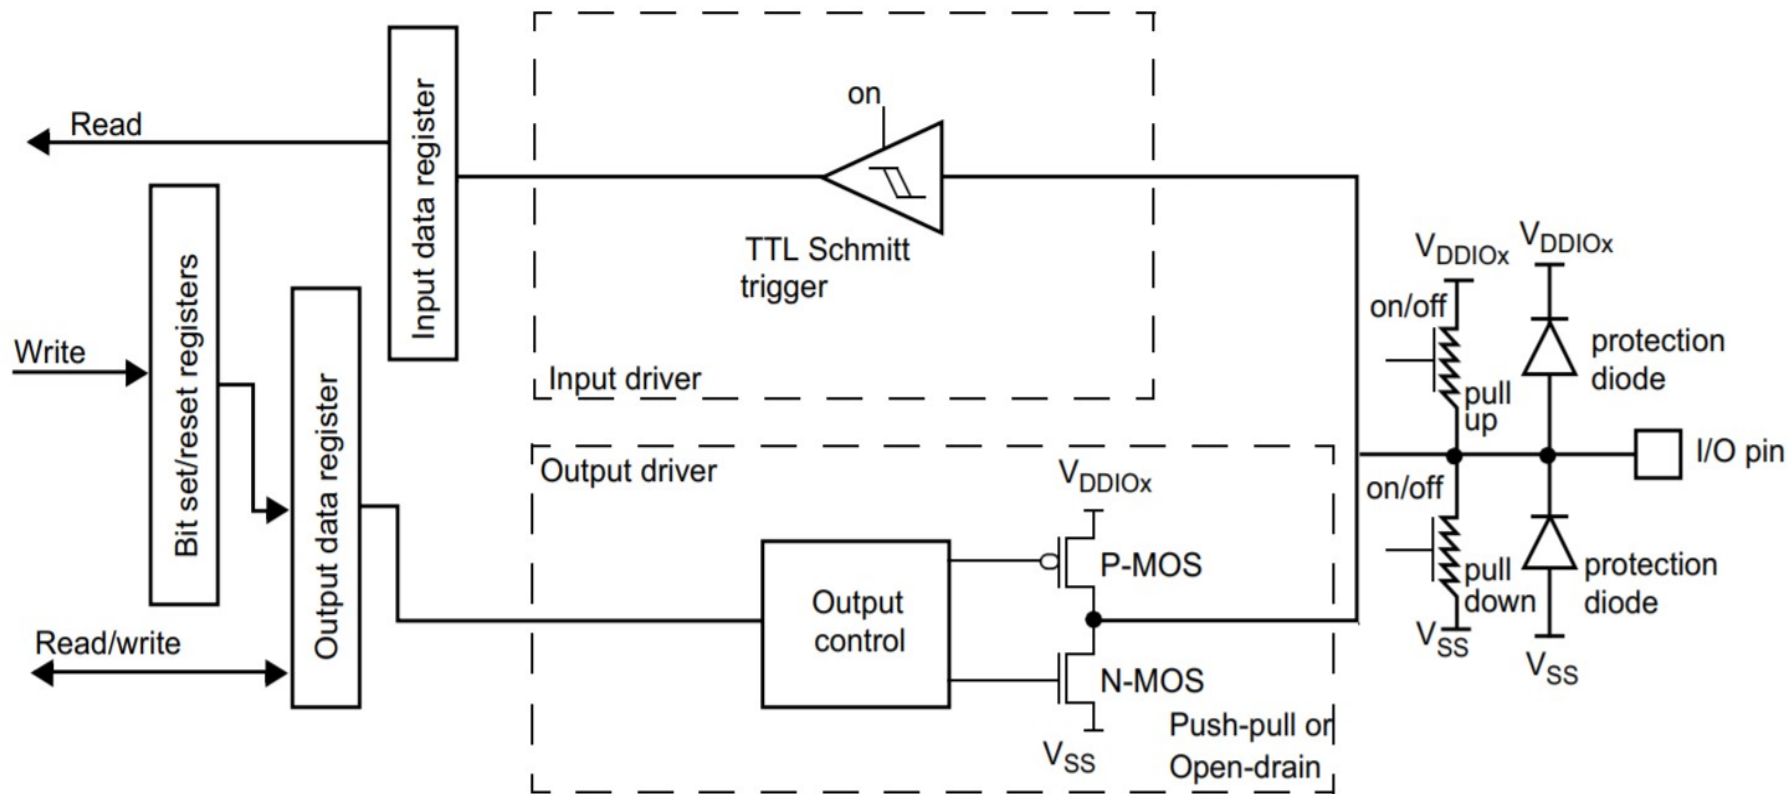 Read
Input data register
on
TTL Schmitt
trigger
Input driver
Write
Bit set/reset registers
Output data register
Read/write
Output driver
VDDIOx
Output
control
P-MOS
N-MOS
VSS
Push-pull or
Open-drain
VDDIOx
VDDIOx
on/off
pull
up
protection
diode
I/O pin
on/off
pull
down
protection
diode
VSS
VSS